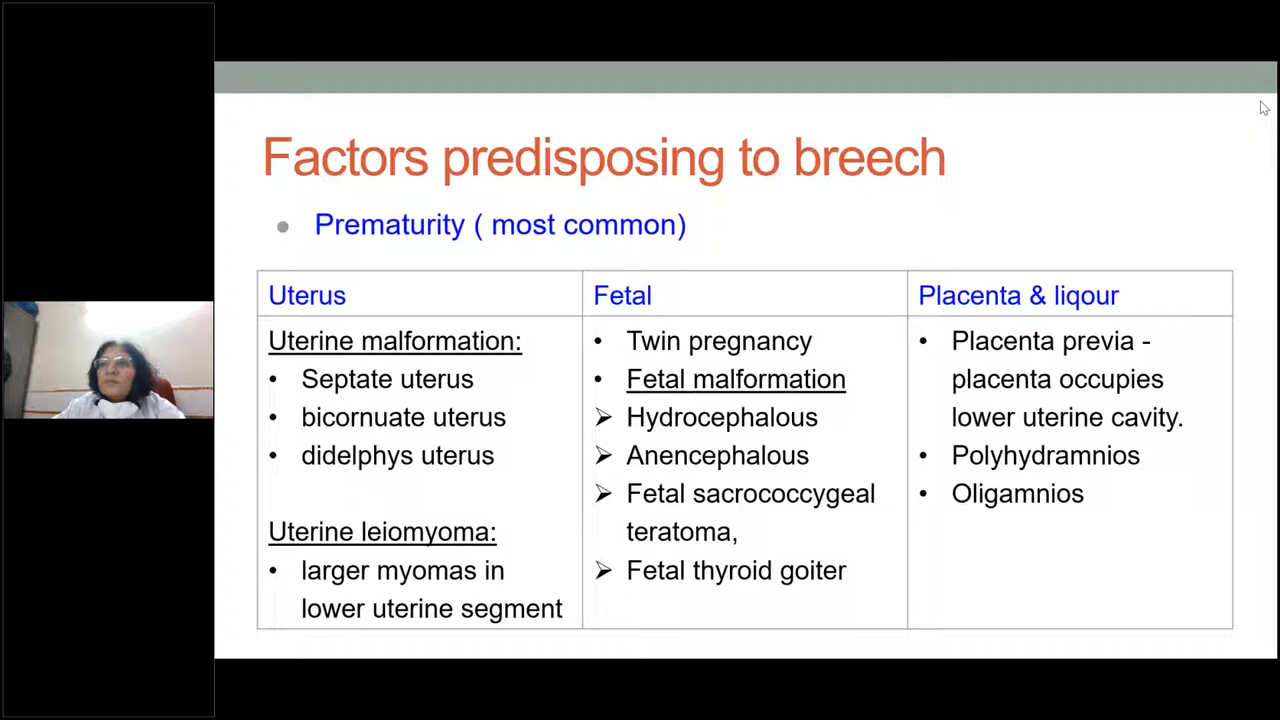 Factors predisposing to breech
• Prematurity ( most common)
Uterus
Uterine malformation:
• Septate uterus
• bicornuate uterus
• didelphys uterus
Uterine leiomyoma:
• larger myomas in
lower uterine segment
Fetal
• Twin pregnancy
• Fetal malformation
➢ Hydrocephalous
➢ Anencephalous
➢ Fetal sacrococcygeal
teratoma,
➢ Fetal thyroid goiter
Placenta & liqour
• Placenta previa -
placenta occupies
lower uterine cavity.
• Polyhydramnios
• Oligamnios